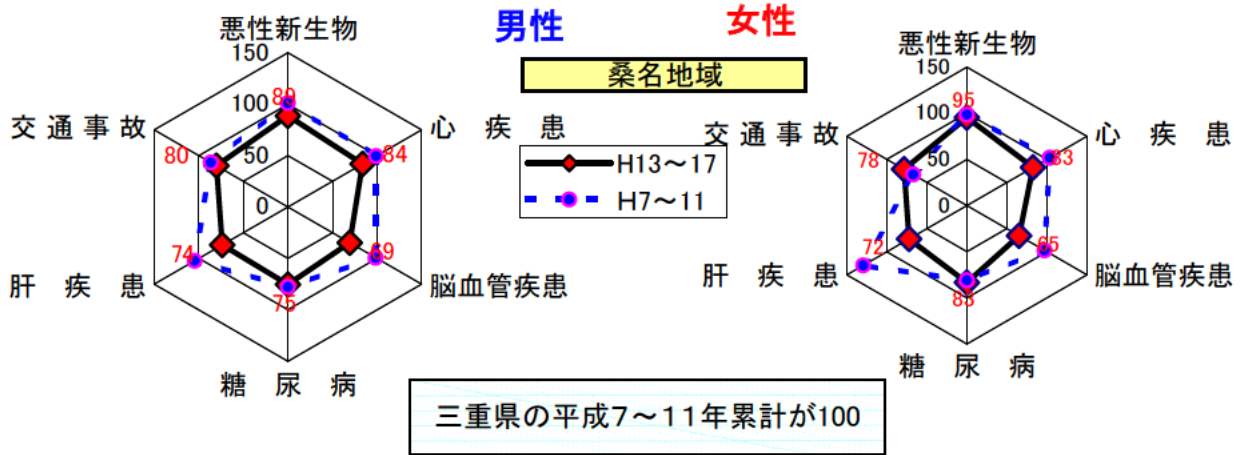 男性
女性
桑名地域
悪性新生物
150
100
50
0
89
心疾患
84
脳血管疾患
69
糖尿病
75
肝疾患
74
交通事故
80
H13～17
H7～11
悪性新生物
150
100
50
0
95
心疾患
83
脳血管疾患
65
糖尿病
83
肝疾患
72
交通事故
78
三重県の平成7～11年累計が100